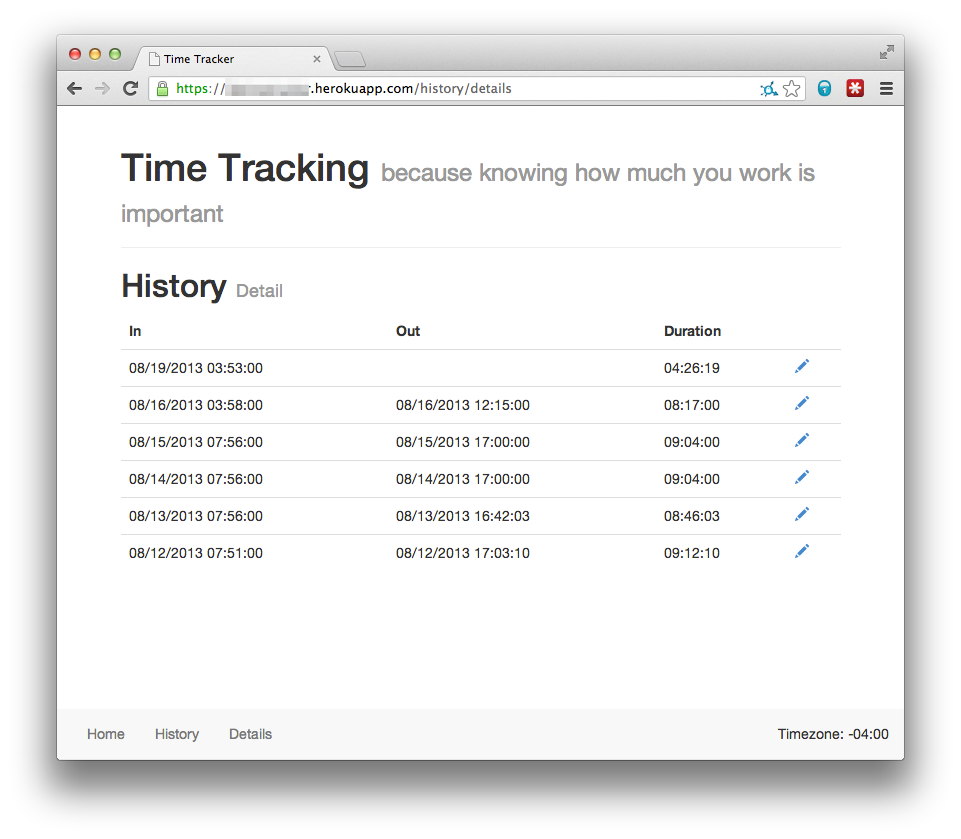 Time Tracker
https:// .herokuapp.com/history/details
Time Tracking because knowing how much you work is
important
History Detail
In Out Duration
08/19/2013 03:53:00 04:26:19
08/16/2013 03:58:00 08/16/2013 12:15:00 08:17:00
08/15/2013 07:56:00 08/15/2013 17:00:00 09:04:00
08/14/2013 07:56:00 08/14/2013 17:00:00 09:04:00
08/13/2013 07:56:00 08/13/2013 16:42:03 08:46:03
08/12/2013 07:51:00 08/12/2013 17:03:10 09:12:10
Home History Details Timezone: -04:00